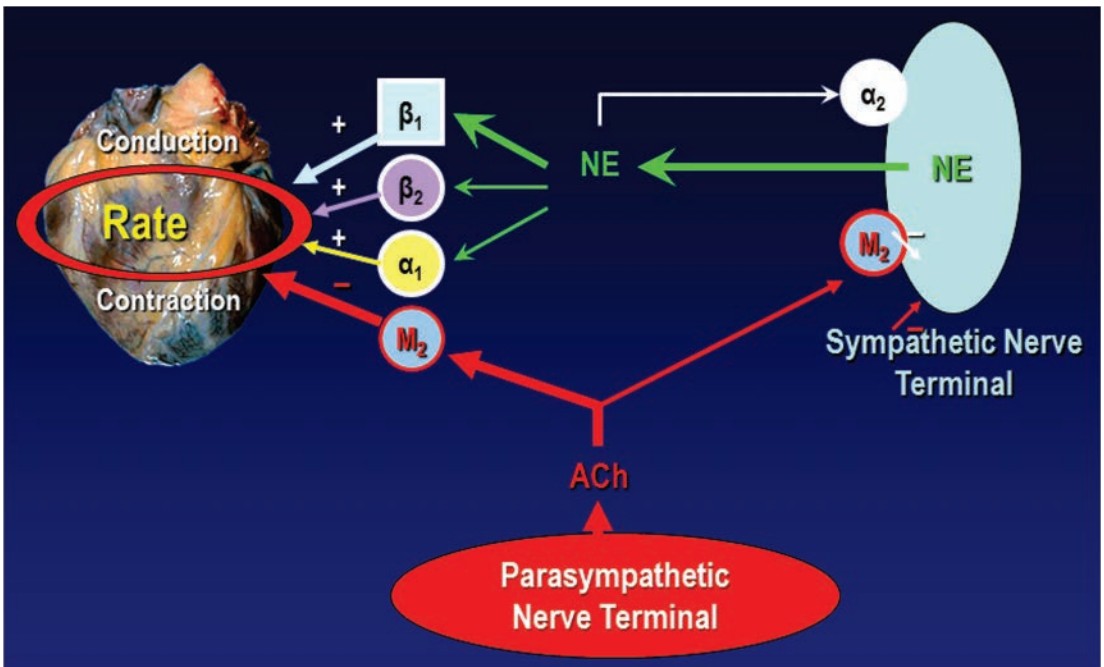 Conduction
Rate
Contraction
+
β₁
+
β₂
+
α₁
–
M₂
NE
α₂
NE
M₂
–
–
Sympathetic Nerve
Terminal
ACh
Parasympathetic
Nerve Terminal